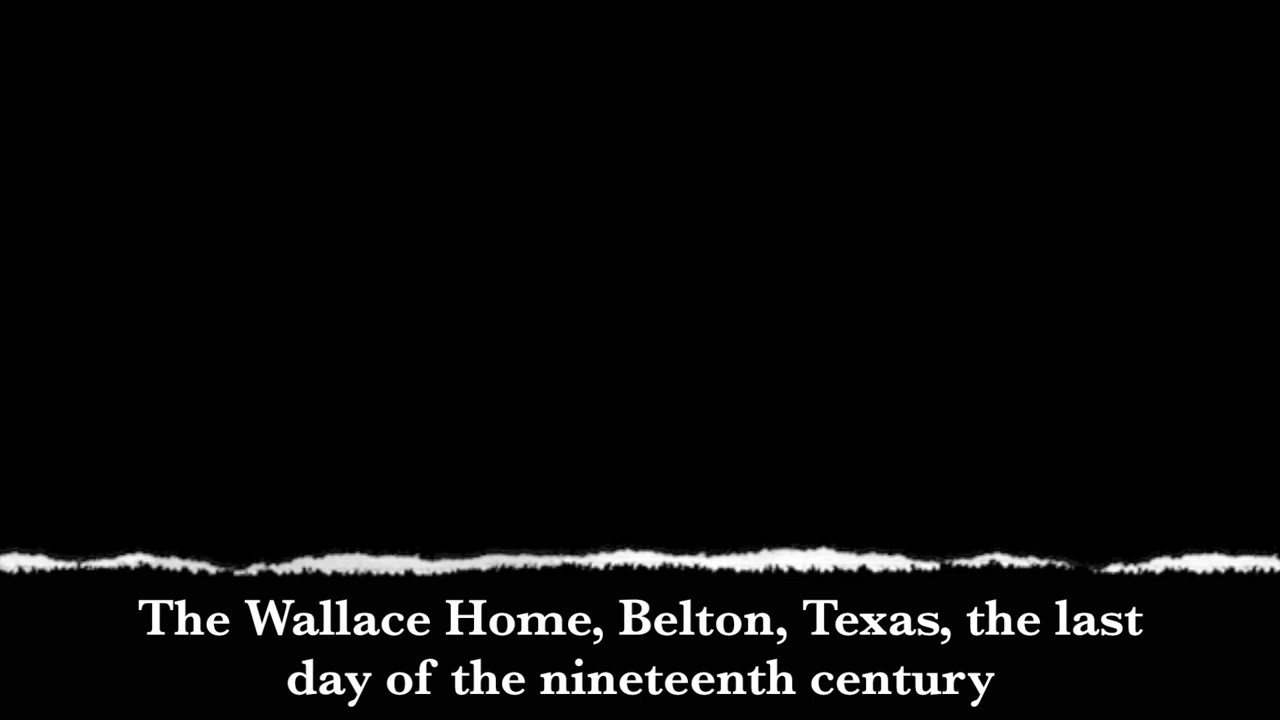 The Wallace Home, Belton, Texas, the last
day of the nineteenth century